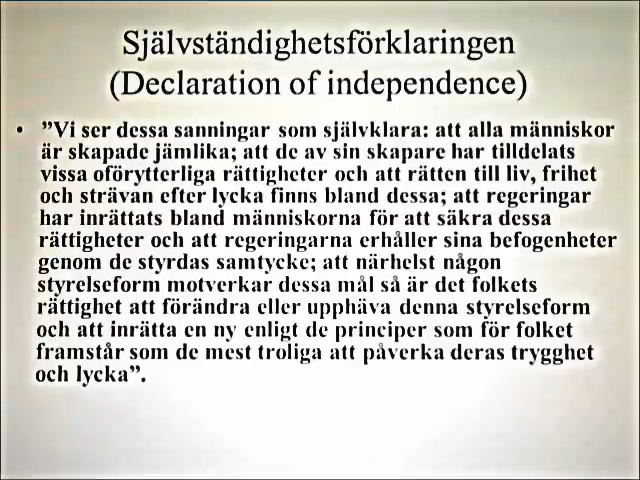 Självständighetsförklaringen
(Declaration of independence)
• ”Vi ser dessa sanningar som självklara: att alla människor
är skapade jämlika; att de av sin skapare har tilldelats
vissa oförytterliga rättigheter och att rätten till liv, frihet
och strävan efter lycka finns bland dessa; att regeringar
har inrättats bland människorna för att säkra dessa
rättigheter och att regeringarna erhåller sina befogenheter
genom de styrdas samtycke; att närhelst någon
styrelseform motverkar dessa mål så är det folkets
rättighet att förändra eller upphäva denna styrelseform
och att inrätta en ny enligt de principer som för folket
framstår som de mest troliga att påverka deras trygghet
och lycka”.